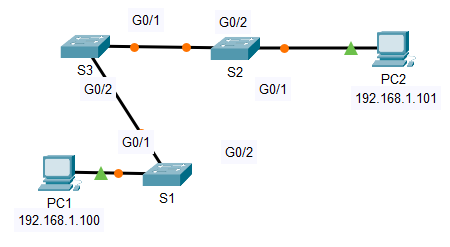 G0/1
G0/2
S3
S2
PC2
192.168.1.101
G0/2
G0/1
G0/1
G0/2
PC1
192.168.1.100
S1